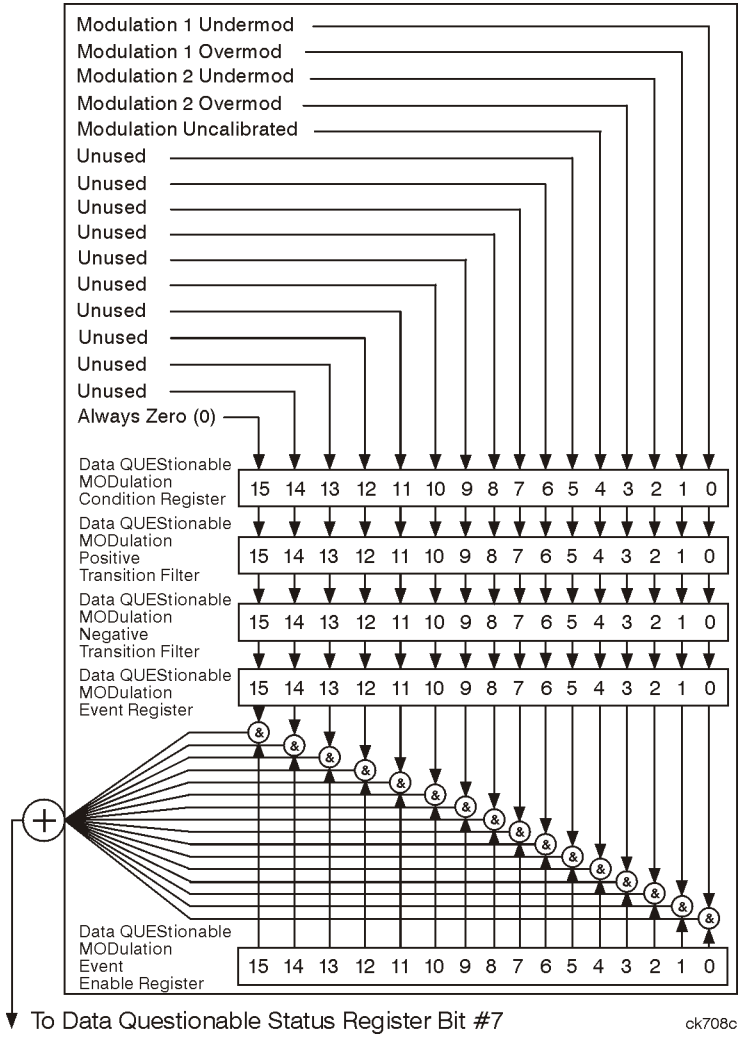 Modulation 1 Undermod
Modulation 1 Overmod
Modulation 2 Undermod
Modulation 2 Overmod
Modulation Uncalibrated
Unused
Unused
Unused
Unused
Unused
Unused
Unused
Unused
Unused
Unused
Always Zero (0)
Data QUEStionable
MODulation
Condition Register
15 14 13 12 11 10 9 8 7 6 5 4 3 2 1 0
Data QUEStionable
MODulation
Positive
Transition Filter
15 14 13 12 11 10 9 8 7 6 5 4 3 2 1 0
Data QUEStionable
MODulation
Negative
Transition Filter
15 14 13 12 11 10 9 8 7 6 5 4 3 2 1 0
Data QUEStionable
MODulation
Event Register
15 14 13 12 11 10 9 8 7 6 5 4 3 2 1 0
& & & & & & & & & & & & & & & &
+
Data QUEStionable
MODulation
Event
Enable Register
15 14 13 12 11 10 9 8 7 6 5 4 3 2 1 0
To Data Questionable Status Register Bit #7
ck708c